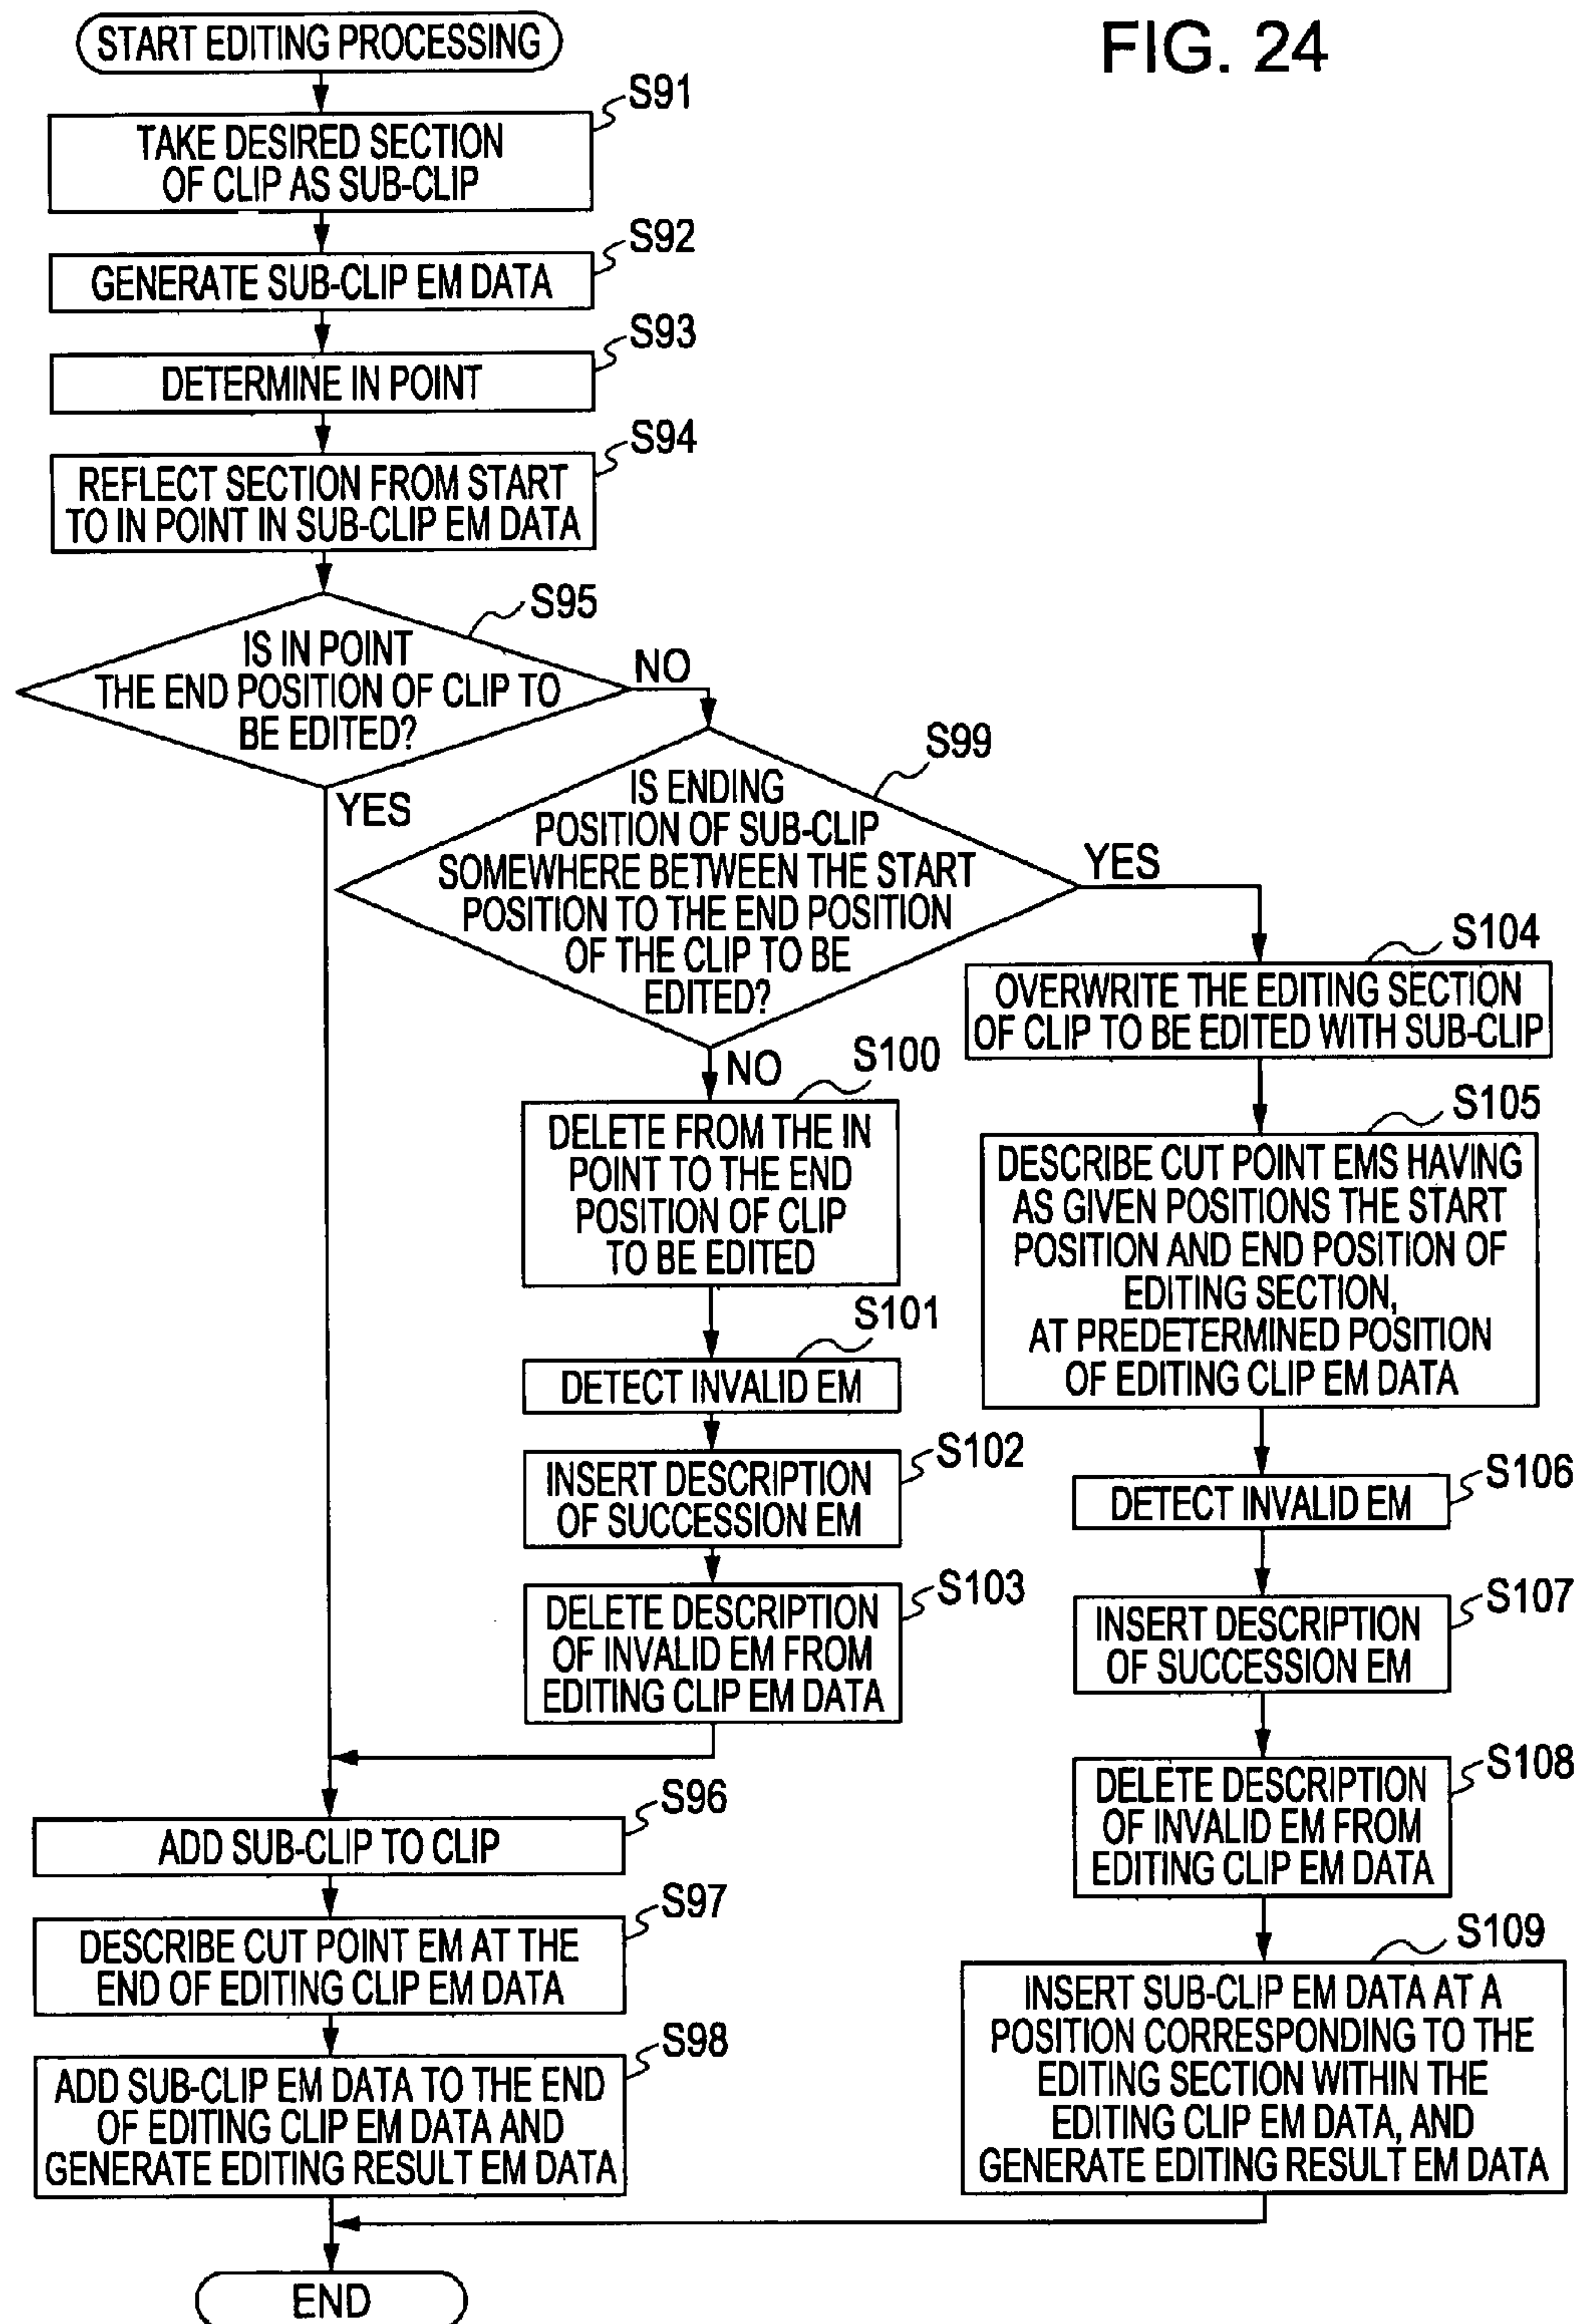 FIG. 24
START EDITING PROCESSING
S91
TAKE DESIRED SECTION
OF CLIP AS SUB-CLIP
S92
GENERATE SUB-CLIP EM DATA
S93
DETERMINE IN POINT
S94
REFLECT SECTION FROM START
TO IN POINT IN SUB-CLIP EM DATA
S95
IS IN POINT
THE END POSITION OF CLIP TO
BE EDITED?
NO
YES
S99
IS ENDING
POSITION OF SUB-CLIP
SOMEWHERE BETWEEN THE START
POSITION TO THE END POSITION
OF THE CLIP TO BE
EDITED?
YES
NO
S100
DELETE FROM THE IN
POINT TO THE END
POSITION OF CLIP
TO BE EDITED
S101
DETECT INVALID EM
S102
INSERT DESCRIPTION
OF SUCCESSION EM
S103
DELETE DESCRIPTION
OF INVALID EM FROM
EDITING CLIP EM DATA
S104
OVERWRITE THE EDITING SECTION
OF CLIP TO BE EDITED WITH SUB-CLIP
S105
DESCRIBE CUT POINT EMS HAVING
AS GIVEN POSITIONS THE START
POSITION AND END POSITION OF
EDITING SECTION,
AT PREDETERMINED POSITION
OF EDITING CLIP EM DATA
S106
DETECT INVALID EM
S107
INSERT DESCRIPTION
OF SUCCESSION EM
S108
DELETE DESCRIPTION
OF INVALID EM FROM
EDITING CLIP EM DATA
S109
INSERT SUB-CLIP EM DATA AT A
POSITION CORRESPONDING TO THE
EDITING SECTION WITHIN THE
EDITING CLIP EM DATA, AND
GENERATE EDITING RESULT EM DATA
S96
ADD SUB-CLIP TO CLIP
S97
DESCRIBE CUT POINT EM AT THE
END OF EDITING CLIP EM DATA
S98
ADD SUB-CLIP EM DATA TO THE END
OF EDITING CLIP EM DATA AND
GENERATE EDITING RESULT EM DATA
END